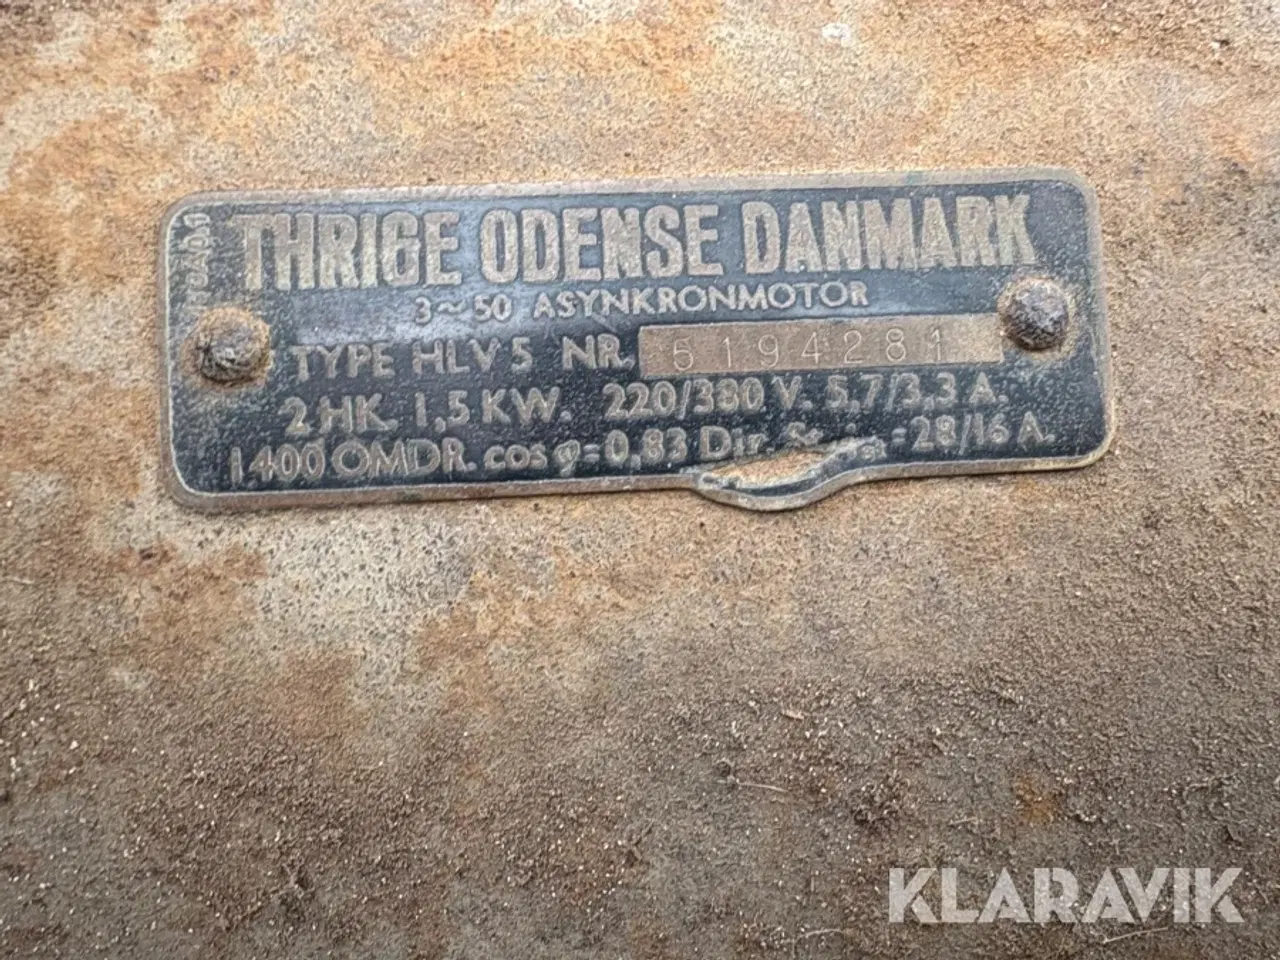 THRIGE ODENSE DANMARK
3~50 ASYNKRONMOTOR
TYPE HLV 5 NR. 5194281
2 HK. 1,5 KW. 220/380 V. 5,7/3,3 A.
1400 OMDR. cos φ=0,83 Dir. =28/16 A.
KLARAVIK